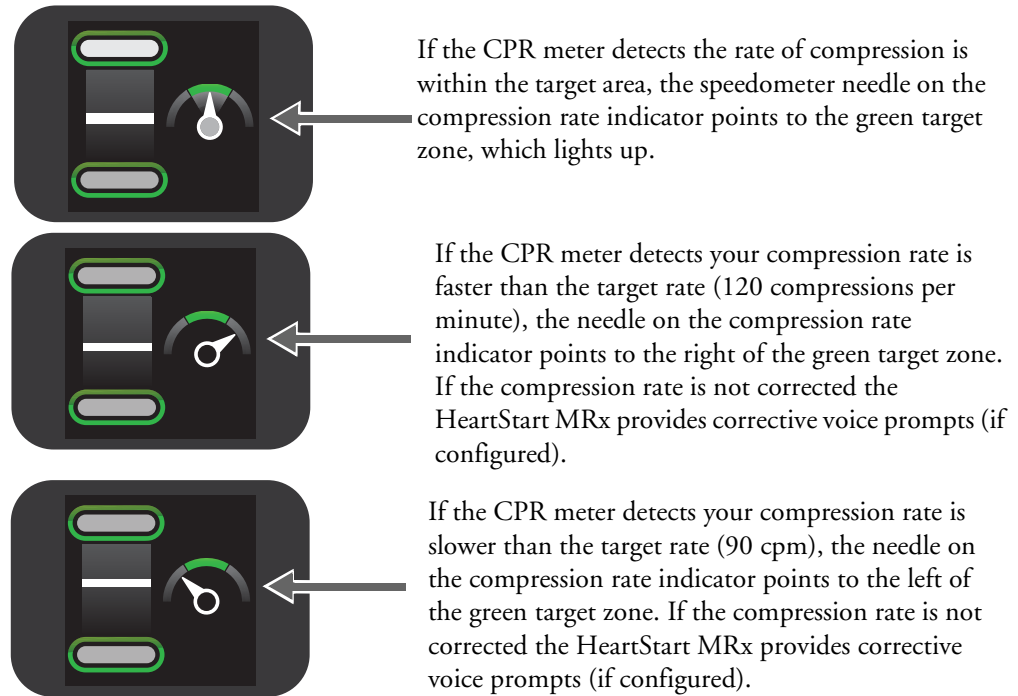 If the CPR meter detects the rate of compression is
within the target area, the speedometer needle on the
compression rate indicator points to the green target
zone, which lights up.
If the CPR meter detects your compression rate is
faster than the target rate (120 compressions per
minute), the needle on the compression rate
indicator points to the right of the green target zone.
If the compression rate is not corrected the
HeartStart MRx provides corrective voice prompts (if
configured).
If the CPR meter detects your compression rate is
slower than the target rate (90 cpm), the needle on
the compression rate indicator points to the left of
the green target zone. If the compression rate is not
corrected the HeartStart MRx provides corrective
voice prompts (if configured).